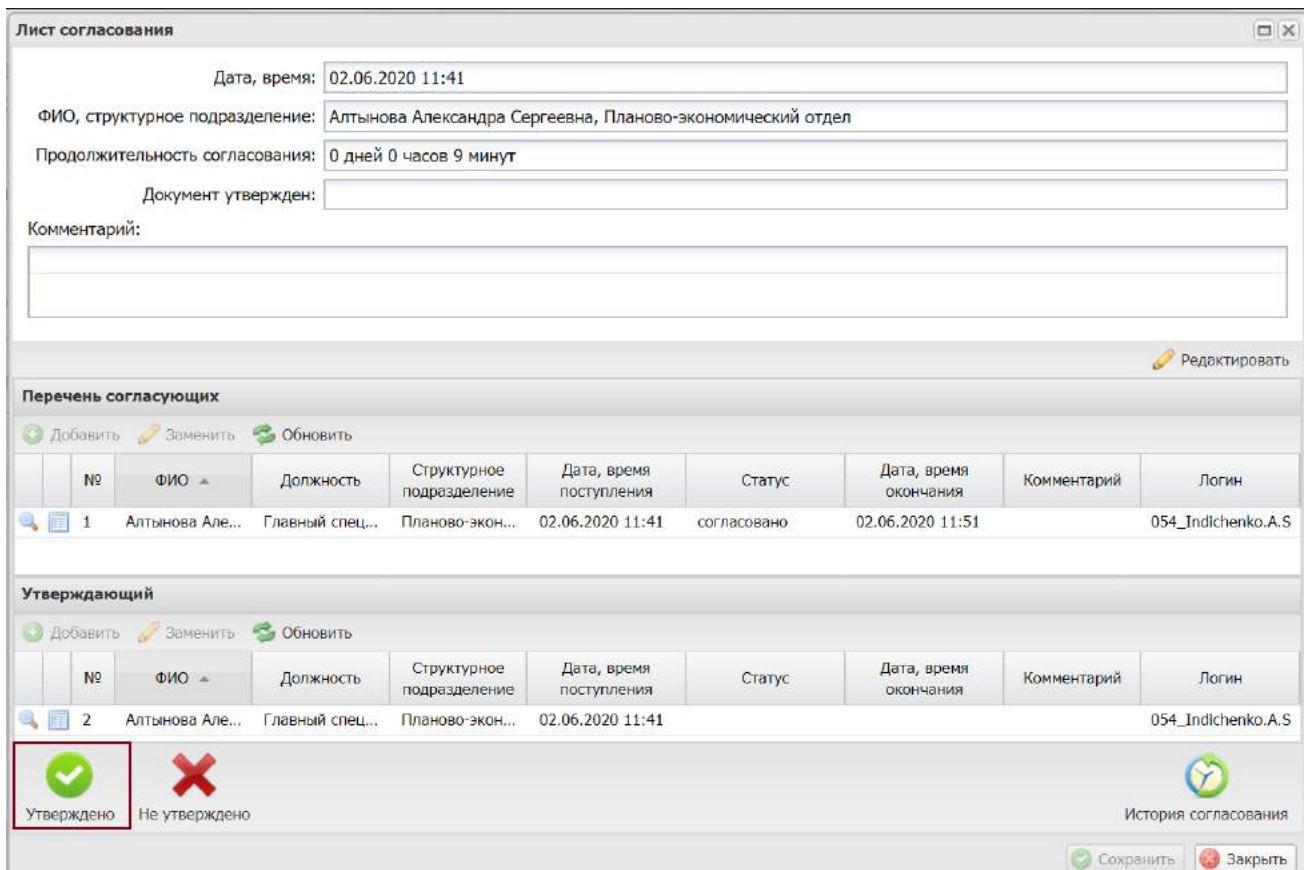 Лист согласования
Дата, время: 02.06.2020 11:41
ФИО, структурное подразделение: Алтынова Александра Сергеевна, Планово-экономический отдел
Продолжительность согласования: 0 дней 0 часов 9 минут
Документ утвержден:
Комментарий:
Редактировать
Перечень согласующих
Добавить Заменить Обновить
№ ФИО Должность Структурное подразделение Дата, время поступления Статус Дата, время окончания Комментарий Логин
1 Алтынова Але... Главный спец... Планово-экон... 02.06.2020 11:41 согласовано 02.06.2020 11:51 054_Indichenko.A.S
Утверждающий
Добавить Заменить Обновить
№ ФИО Должность Структурное подразделение Дата, время поступления Статус Дата, время окончания Комментарий Логин
2 Алтынова Але... Главный спец... Планово-экон... 02.06.2020 11:41 054_Indichenko.A.S
Утверждено Не утверждено История согласования
Сохранить Закрыть